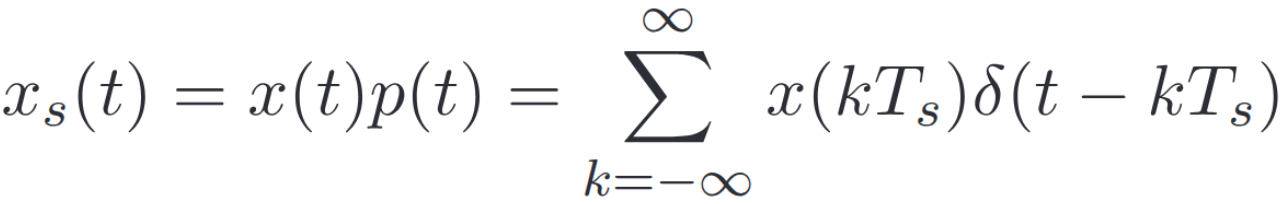 $$x_s(t) = x(t)p(t) = \sum_{k=-\infty}^{\infty} x(kT_s)\delta(t - kT_s)$$